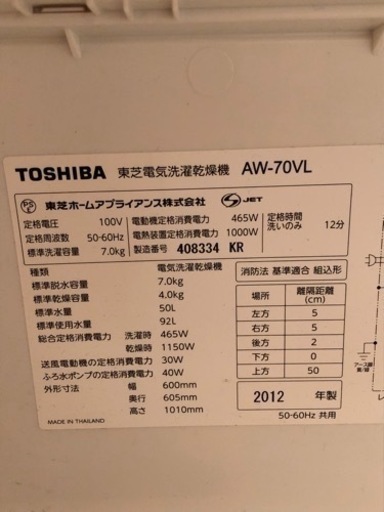 TOSHIBA 東芝電気洗濯乾燥機 AW-70VL
PS E 東芝ホームアプライアンス株式会社 S JET
定格電圧 100V
定格周波数 50-60Hz
標準洗濯容量 7.0kg
電動機定格消費電力 465W
電熱装置定格消費電力 1000W
製造番号 408334 KR
定格時間
洗いのみ 12分
種類 電気洗濯乾燥機
標準脱水容量 7.0kg
標準乾燥容量 4.0kg
標準水量 50L
標準使用水量 92L
総合定格消費電力 洗濯時 465W
乾燥時 1150W
送風電動機の定格消費電力 30W
ふろ水ポンプの定格消費電力 40W
外形寸法 幅 600mm
奥行 605mm
高さ 1010mm
MADE IN THAILAND
消防法 基準適合 組込形
場所 離隔距離
(cm)
左方 5
右方 5
後方 2
下方 0
上方 50
2012 年製
50-60Hz 共用
アース線